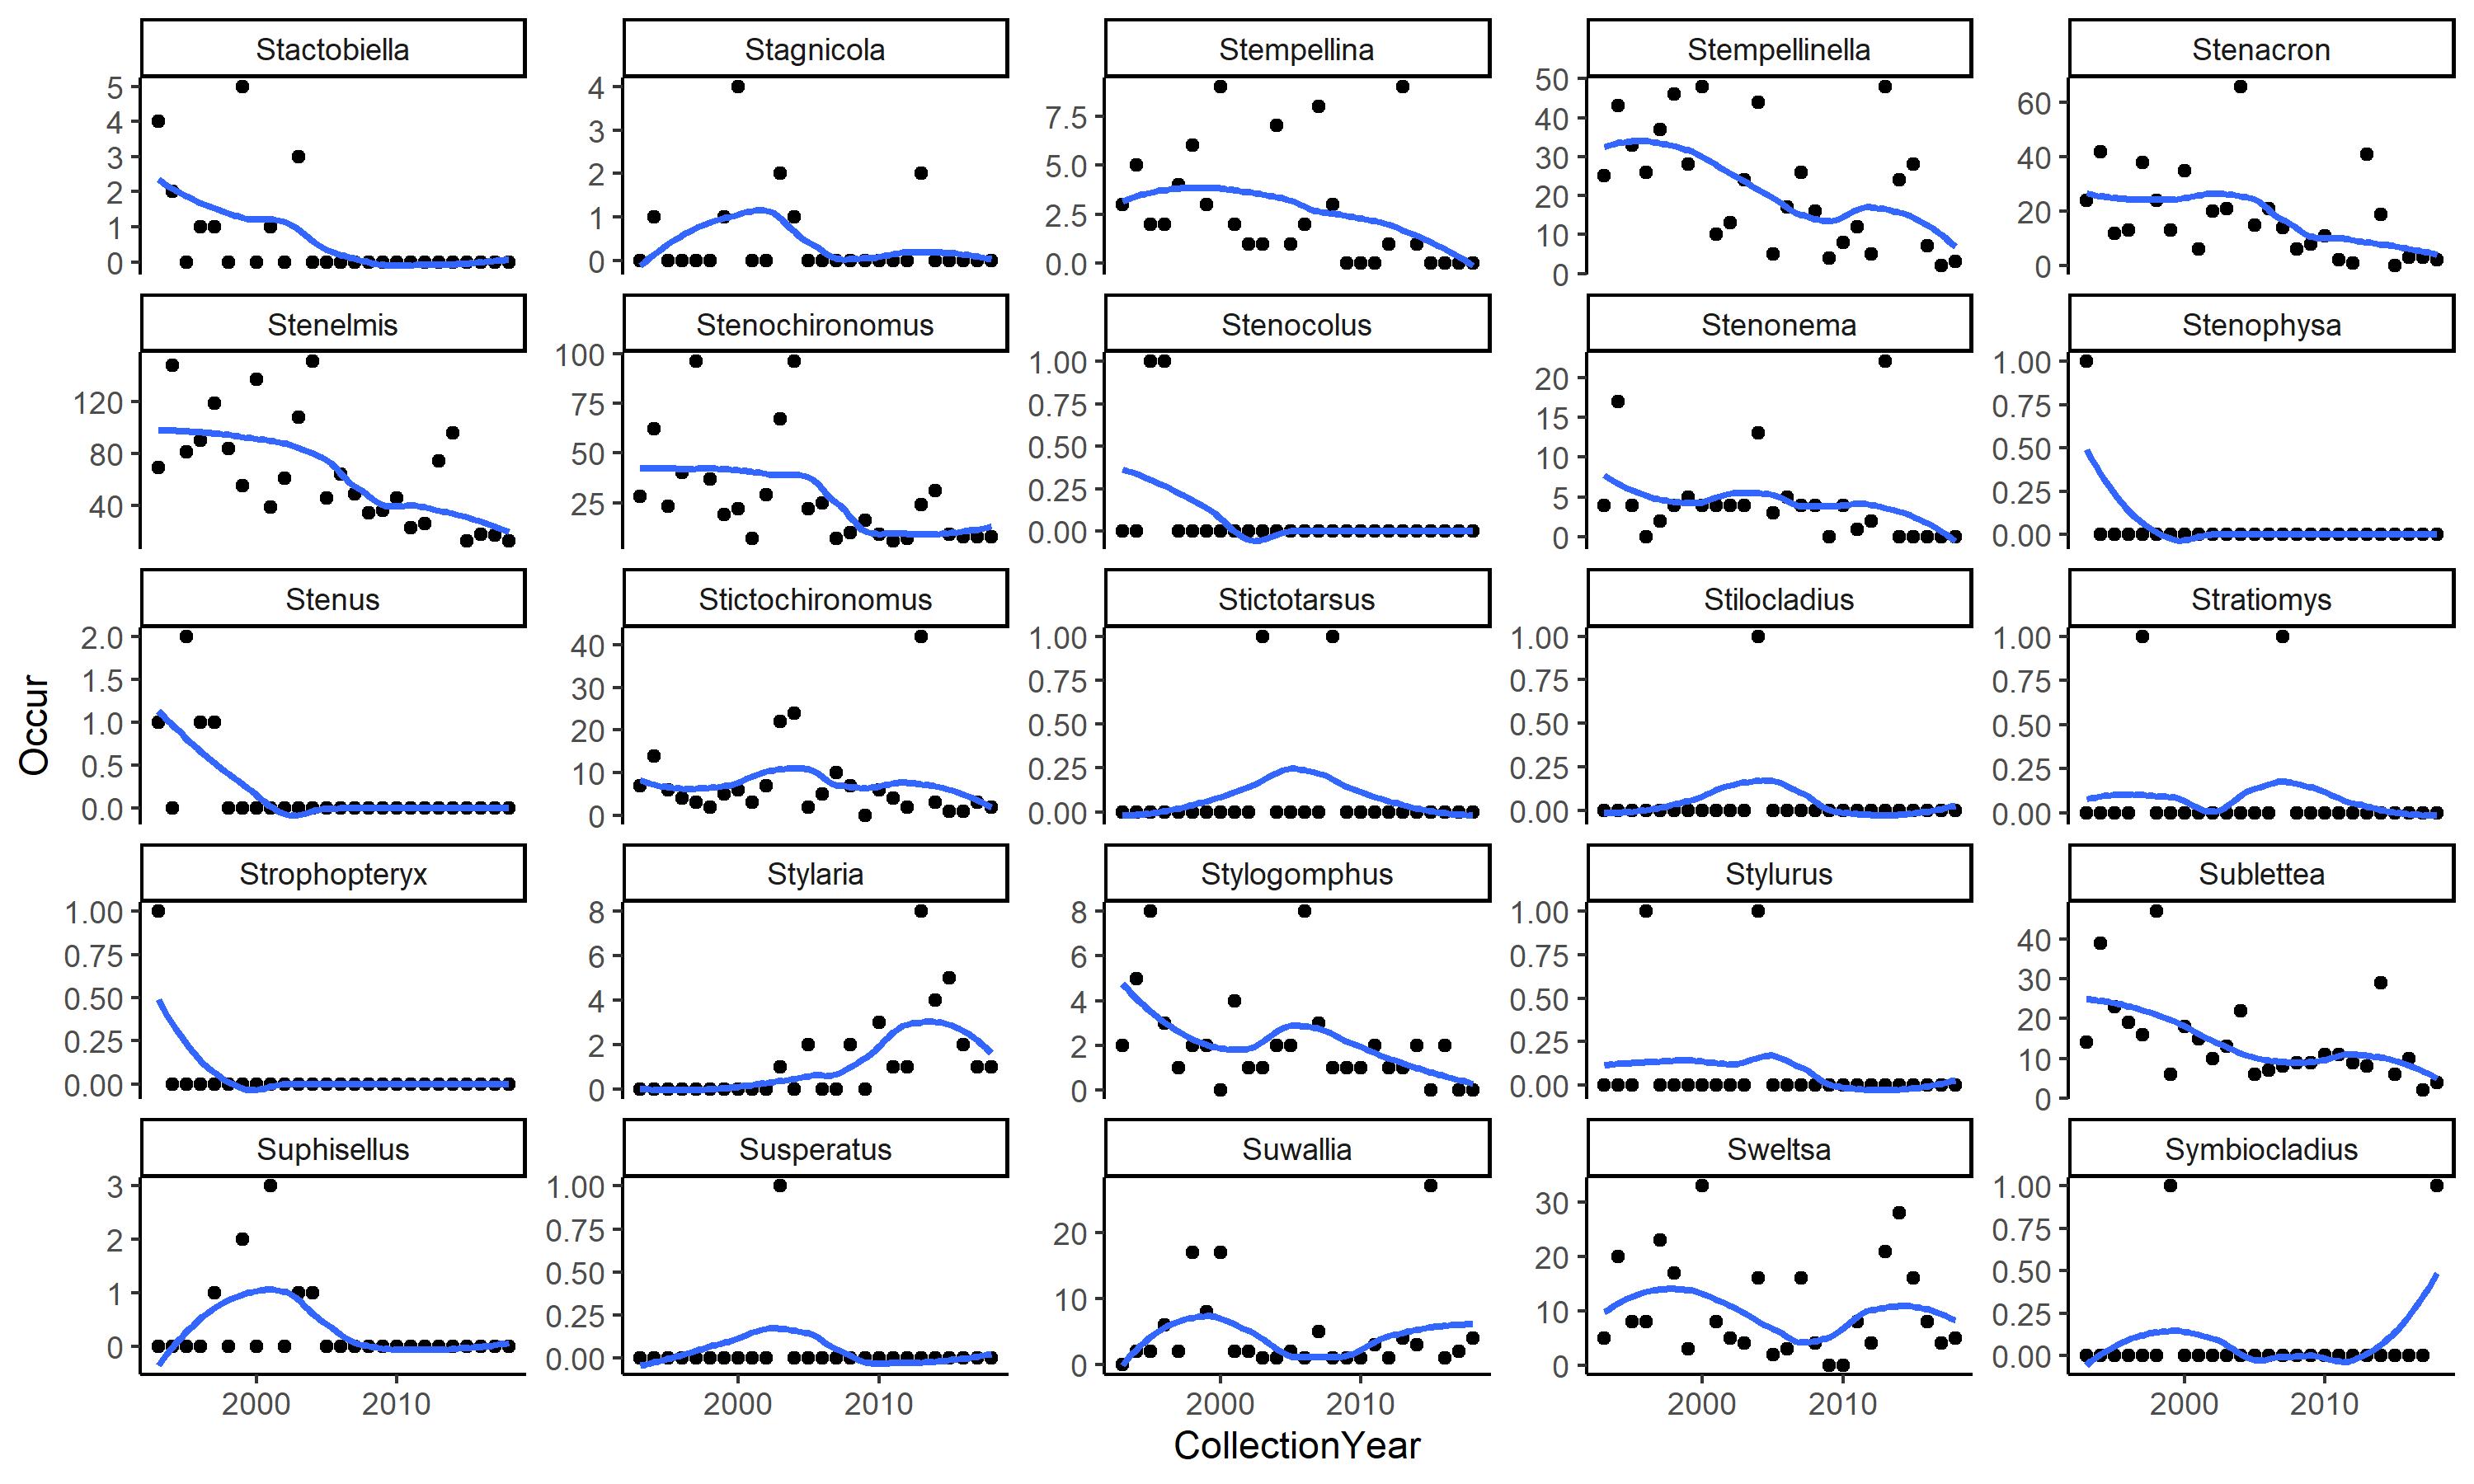 Stactobiella Stagnicola Stempellina Stempellinella Stenacron
5 4 3 2 1 0
4 3 2 1 0
7.5 5.0 2.5 0.0
50 40 30 20 10 0
60 40 20 0
Stenelmis Stenochironomus Stenocolus Stenonema Stenophysa
120 80 40
100 75 50 25
1.00 0.75 0.50 0.25 0.00
20 15 10 5 0
1.00 0.75 0.50 0.25 0.00
Stenus Stictochironomus Stictotarsus Stilocladius Stratiomys
2.0 1.5 1.0 0.5 0.0
40 30 20 10 0
1.00 0.75 0.50 0.25 0.00
1.00 0.75 0.50 0.25 0.00
1.00 0.75 0.50 0.25 0.00
Occur
Strophopteryx Stylaria Stylogomphus Stylurus Sublettea
1.00 0.75 0.50 0.25 0.00
8 6 4 2 0
8 6 4 2 0
1.00 0.75 0.50 0.25 0.00
40 30 20 10 0
Suphisellus Susperatus Suwallia Sweltsa Symbiocladius
3 2 1 0
1.00 0.75 0.50 0.25 0.00
20 10 0
30 20 10 0
1.00 0.75 0.50 0.25 0.00
2000 2010 2000 2010 2000 2010 2000 2010 2000 2010
CollectionYear